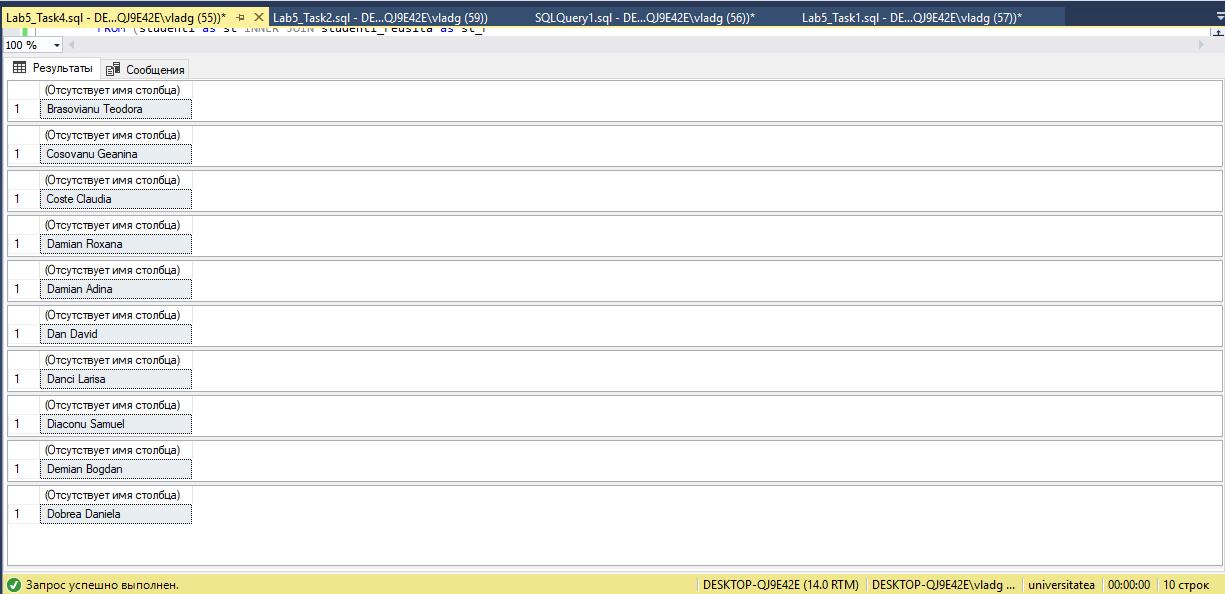 Lab5_Task4.sql - DE...QJ9E42E\vladg (55))* Lab5_Task2.sql - DE...QJ9E42E\vladg (59)) SQLQuery1.sql - DE...QJ9E42E\vladg (56))* Lab5_Task1.sql - DE...QJ9E42E\vladg (57))*
FROM (studenti as st INNER JOIN studenti_reusita as st_r
100 %
Результаты Сообщения
(Отсутствует имя столбца)
1 Brasovianu Teodora
(Отсутствует имя столбца)
1 Cosovanu Geanina
(Отсутствует имя столбца)
1 Coste Claudia
(Отсутствует имя столбца)
1 Damian Roxana
(Отсутствует имя столбца)
1 Damian Adina
(Отсутствует имя столбца)
1 Dan David
(Отсутствует имя столбца)
1 Danci Larisa
(Отсутствует имя столбца)
1 Diaconu Samuel
(Отсутствует имя столбца)
1 Demian Bogdan
(Отсутствует имя столбца)
1 Dobrea Daniela
Запрос успешно выполнен. DESKTOP-QJ9E42E (14.0 RTM) DESKTOP-QJ9E42E\vladg ... universitatea 00:00:00 10 строк